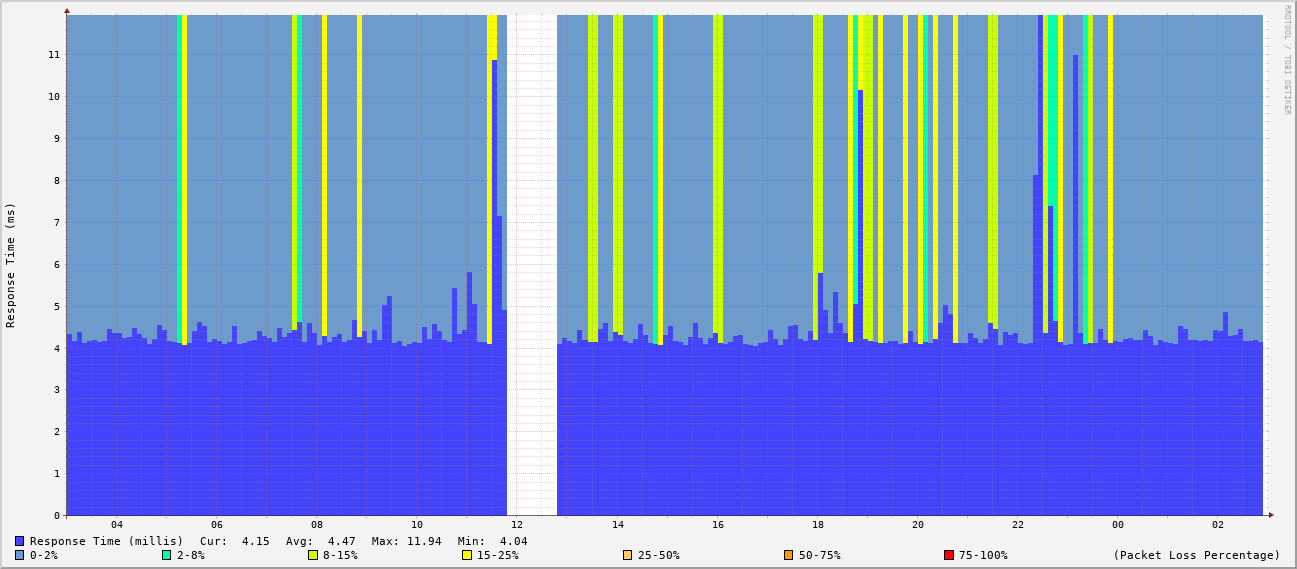 RRDTOOL / TOBI OETIKER
Response Time (ms)
11
10
9
8
7
6
5
4
3
2
1
0
04 06 08 10 12 14 16 18 20 22 00 02
Response Time (millis) Cur: 4.15 Avg: 4.47 Max: 11.94 Min: 4.04
0-2% 2-8% 8-15% 15-25% 25-50% 50-75% 75-100% (Packet Loss Percentage)